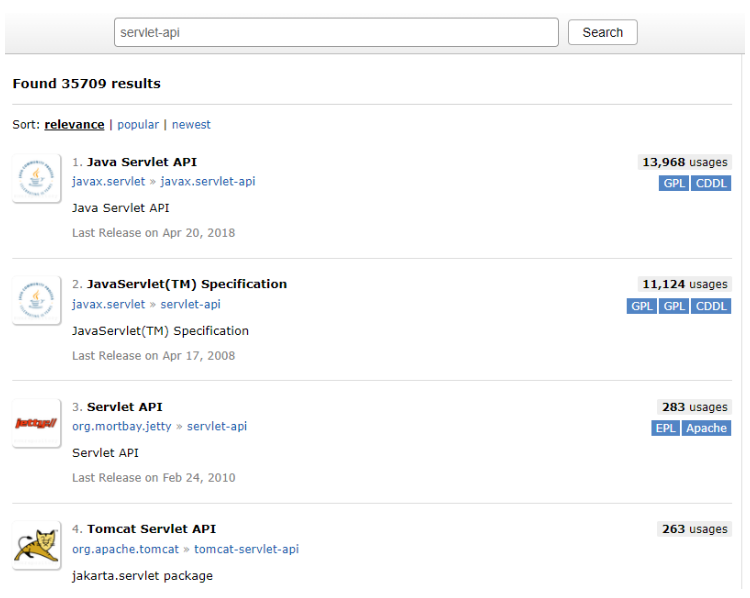 servlet-api
Search
Found 35709 results
Sort: relevance | popular | newest
1. Java Servlet API
13,968 usages
javax.servlet » javax.servlet-api
GPL CDDL
Java Servlet API
Last Release on Apr 20, 2018
2. JavaServlet(TM) Specification
11,124 usages
javax.servlet » servlet-api
GPL GPL CDDL
JavaServlet(TM) Specification
Last Release on Apr 17, 2008
3. Servlet API
283 usages
org.mortbay.jetty » servlet-api
EPL Apache
Servlet API
Last Release on Feb 24, 2010
4. Tomcat Servlet API
263 usages
org.apache.tomcat » tomcat-servlet-api
jakarta.servlet package